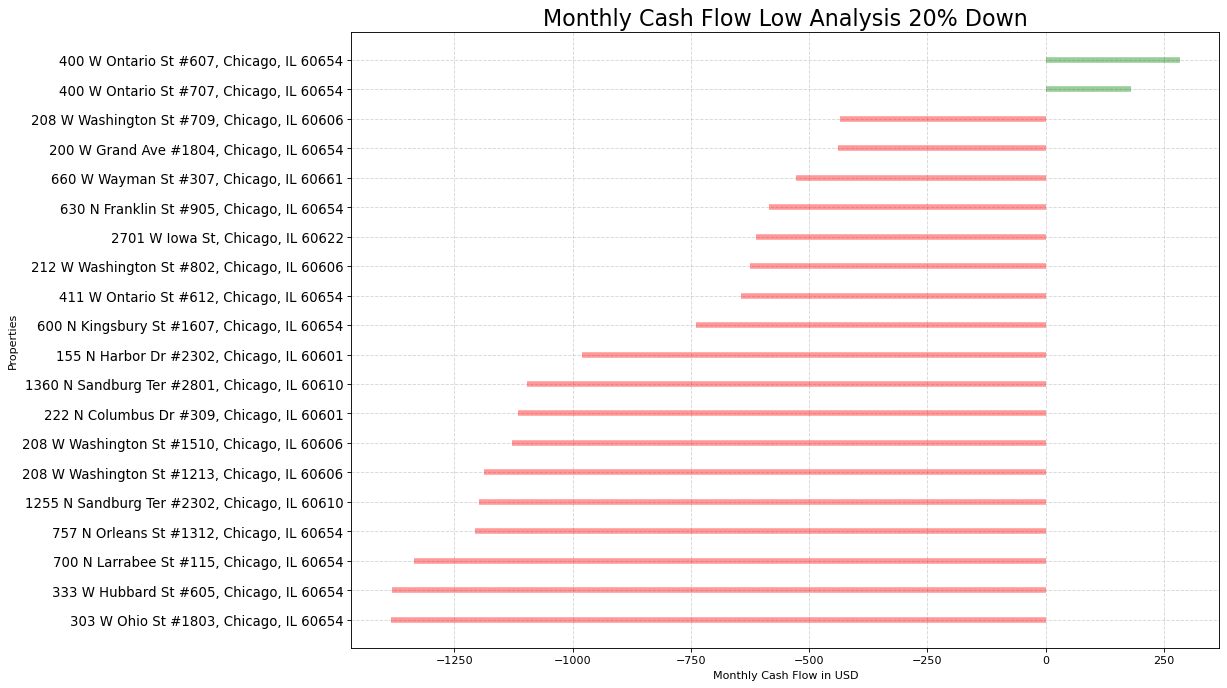 Monthly Cash Flow Low Analysis 20% Down
400 W Ontario St #607, Chicago, IL 60654
400 W Ontario St #707, Chicago, IL 60654
208 W Washington St #709, Chicago, IL 60606
200 W Grand Ave #1804, Chicago, IL 60654
660 W Wayman St #307, Chicago, IL 60661
630 N Franklin St #905, Chicago, IL 60654
2701 W Iowa St, Chicago, IL 60622
212 W Washington St #802, Chicago, IL 60606
411 W Ontario St #612, Chicago, IL 60654
600 N Kingsbury St #1607, Chicago, IL 60654
155 N Harbor Dr #2302, Chicago, IL 60601
1360 N Sandburg Ter #2801, Chicago, IL 60610
222 N Columbus Dr #309, Chicago, IL 60601
208 W Washington St #1510, Chicago, IL 60606
208 W Washington St #1213, Chicago, IL 60606
1255 N Sandburg Ter #2302, Chicago, IL 60610
757 N Orleans St #1312, Chicago, IL 60654
700 N Larrabee St #115, Chicago, IL 60654
333 W Hubbard St #605, Chicago, IL 60654
303 W Ohio St #1803, Chicago, IL 60654
Properties
−1250 −1000 −750 −500 −250 0 250
Monthly Cash Flow in USD